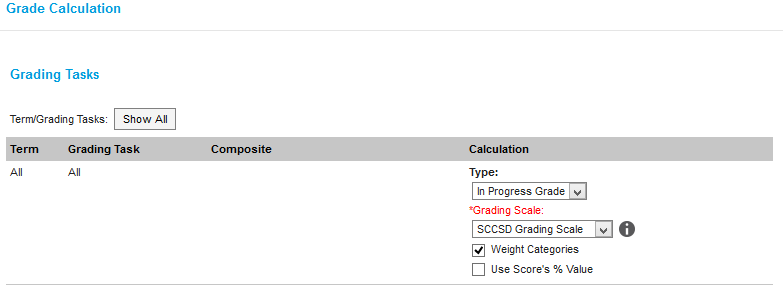 Grade Calculation
Grading Tasks
Term/Grading Tasks: Show All
Term Grading Task Composite Calculation
All All Type:
In Progress Grade
*Grading Scale:
SCCSD Grading Scale
Weight Categories
Use Score's % Value